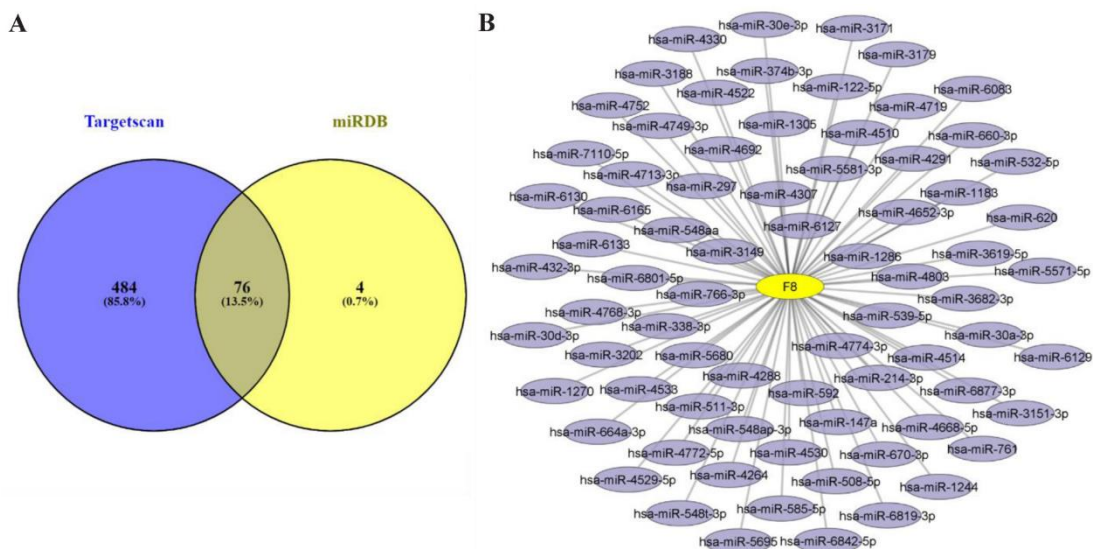 A
B
Targetscan
miRDB
484
(85.8%)
76
(13.5%)
4
(0.7%)
hsa-miR-30e-3p
hsa-miR-3171
hsa-miR-4330
hsa-miR-3179
hsa-miR-3188
hsa-miR-374b-3p
hsa-miR-4522
hsa-miR-122-5p
hsa-miR-6083
hsa-miR-4752
hsa-miR-4719
hsa-miR-4749-3p
hsa-miR-1305
hsa-miR-4510
hsa-miR-660-3p
hsa-miR-7110-5p
hsa-miR-4692
hsa-miR-4291
hsa-miR-532-5p
hsa-miR-4713-3p
hsa-miR-5581-3p
hsa-miR-297
hsa-miR-4307
hsa-miR-1183
hsa-miR-6130
hsa-miR-6165
hsa-miR-4652-3p
hsa-miR-620
hsa-miR-548aa
hsa-miR-6127
hsa-miR-6133
hsa-miR-3149
hsa-miR-1286
hsa-miR-3619-5p
hsa-miR-432-3p
hsa-miR-6801-5p
hsa-miR-4803
hsa-miR-5571-5p
F8
hsa-miR-766-3p
hsa-miR-3682-3p
hsa-miR-4768-3p
hsa-miR-539-5p
hsa-miR-30d-3p
hsa-miR-338-3p
hsa-miR-30a-3p
hsa-miR-4774-3p
hsa-miR-3202
hsa-miR-5680
hsa-miR-4514
hsa-miR-6129
hsa-miR-4288
hsa-miR-214-3p
hsa-miR-1270
hsa-miR-4533
hsa-miR-592
hsa-miR-6877-3p
hsa-miR-511-3p
hsa-miR-3151-3p
hsa-miR-664a-3p
hsa-miR-548ap-3p
hsa-miR-147a
hsa-miR-4668-5p
hsa-miR-761
hsa-miR-4772-5p
hsa-miR-4530
hsa-miR-670-3p
hsa-miR-4529-5p
hsa-miR-4264
hsa-miR-508-5p
hsa-miR-1244
hsa-miR-548t-3p
hsa-miR-585-5p
hsa-miR-6819-3p
hsa-miR-5695
hsa-miR-6842-5p